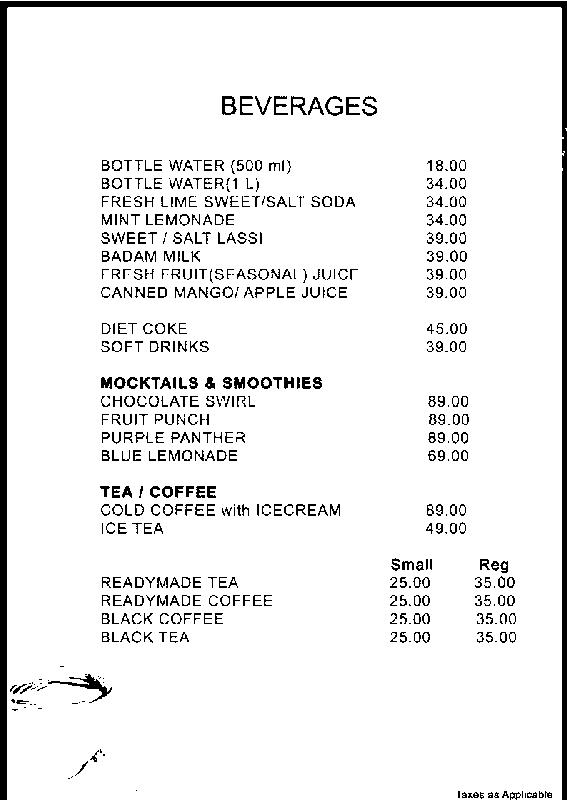 BEVERAGES
BOTTLE WATER (500 ml) 18.00
BOTTLE WATER(1 L) 34.00
FRESH LIME SWEET/SALT SODA 34.00
MINT LEMONADE 34.00
SWEET / SALT LASSI 39.00
BADAM MILK 39.00
FRESH FRUIT(SEASONAL) JUICE 39.00
CANNED MANGO/ APPLE JUICE 39.00
DIET COKE 45.00
SOFT DRINKS 39.00
MOCKTAILS & SMOOTHIES
CHOCOLATE SWIRL 89.00
FRUIT PUNCH 89.00
PURPLE PANTHER 89.00
BLUE LEMONADE 69.00
TEA / COFFEE
COLD COFFEE with ICECREAM 89.00
ICE TEA 49.00
Small Reg
READYMADE TEA 25.00 35.00
READYMADE COFFEE 25.00 35.00
BLACK COFFEE 25.00 35.00
BLACK TEA 25.00 35.00
Taxes as Applicable